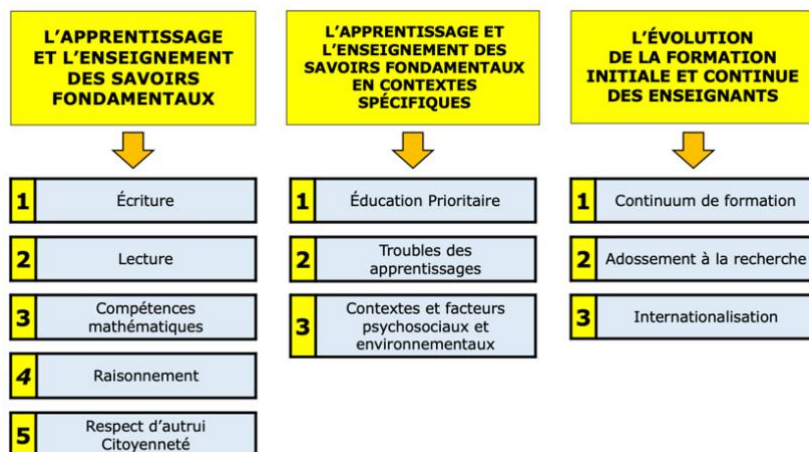 L'APPRENTISSAGE
ET L'ENSEIGNEMENT
DES SAVOIRS
FONDAMENTAUX
1 Écriture
2 Lecture
3 Compétences
mathématiques
4 Raisonnement
5 Respect d'autrui
Citoyenneté
L'APPRENTISSAGE ET
L'ENSEIGNEMENT DES
SAVOIRS FONDAMENTAUX
EN CONTEXTES
SPÉCIFIQUES
1 Éducation Prioritaire
2 Troubles des
apprentissages
3 Contextes et facteurs
psychosociaux et
environnementaux
L'ÉVOLUTION
DE LA FORMATION
INITIALE ET CONTINUE
DES ENSEIGNANTS
1 Continuum de formation
2 Adossement à la recherche
3 Internationalisation